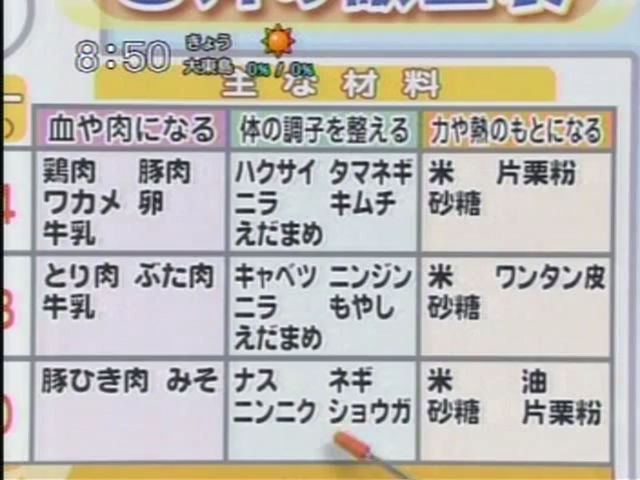 8:50
きょう
大東島 0% / 0%
主な材料
血や肉になる 体の調子を整える 力や熱のもとになる
鶏肉 豚肉 ハクサイ タマネギ 米 片栗粉
ワカメ 卵 ニラ キムチ 砂糖
牛乳 えだまめ
とり肉 ぶた肉 キャベツ ニンジン 米 ワンタン皮
牛乳 ニラ もやし 砂糖
えだまめ
豚ひき肉 みそ ナス ネギ 米 油
ニンニク ショウガ 砂糖 片栗粉